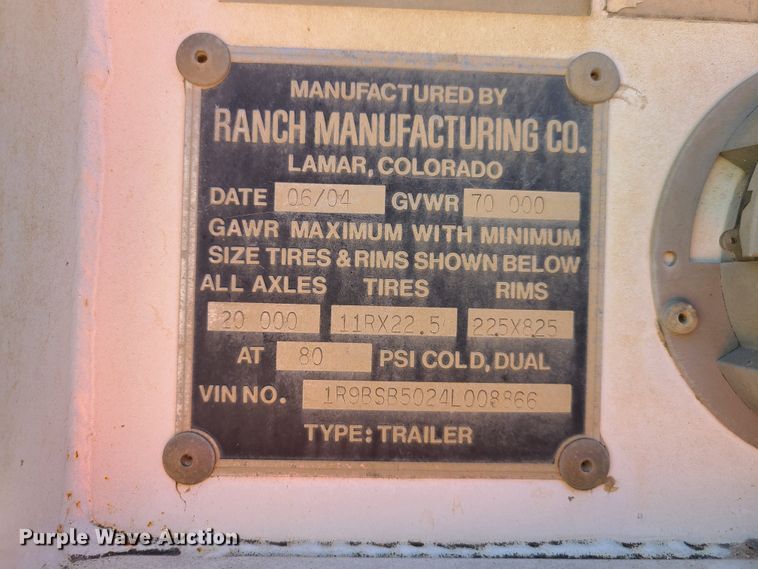 MANUFACTURED BY
RANCH MANUFACTURING CO.
LAMAR, COLORADO
DATE 06/04 GVWR 70 000
GAWR MAXIMUM WITH MINIMUM
SIZE TIRES & RIMS SHOWN BELOW
ALL AXLES TIRES RIMS
20 000 11RX22.5 225X825
AT 80 PSI COLD, DUAL
VIN NO. 1R9BSB5024L008866
TYPE: TRAILER
Purple Wave Auction